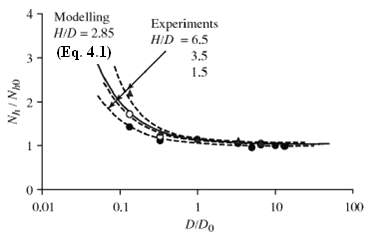 4
3
2
1
0
N_h / N_h0
Modelling
H/D = 2.85
(Eq. 4.1)
Experiments
H/D = 6.5
3.5
1.5
0.01
0.1
1
10
100
D/D_0